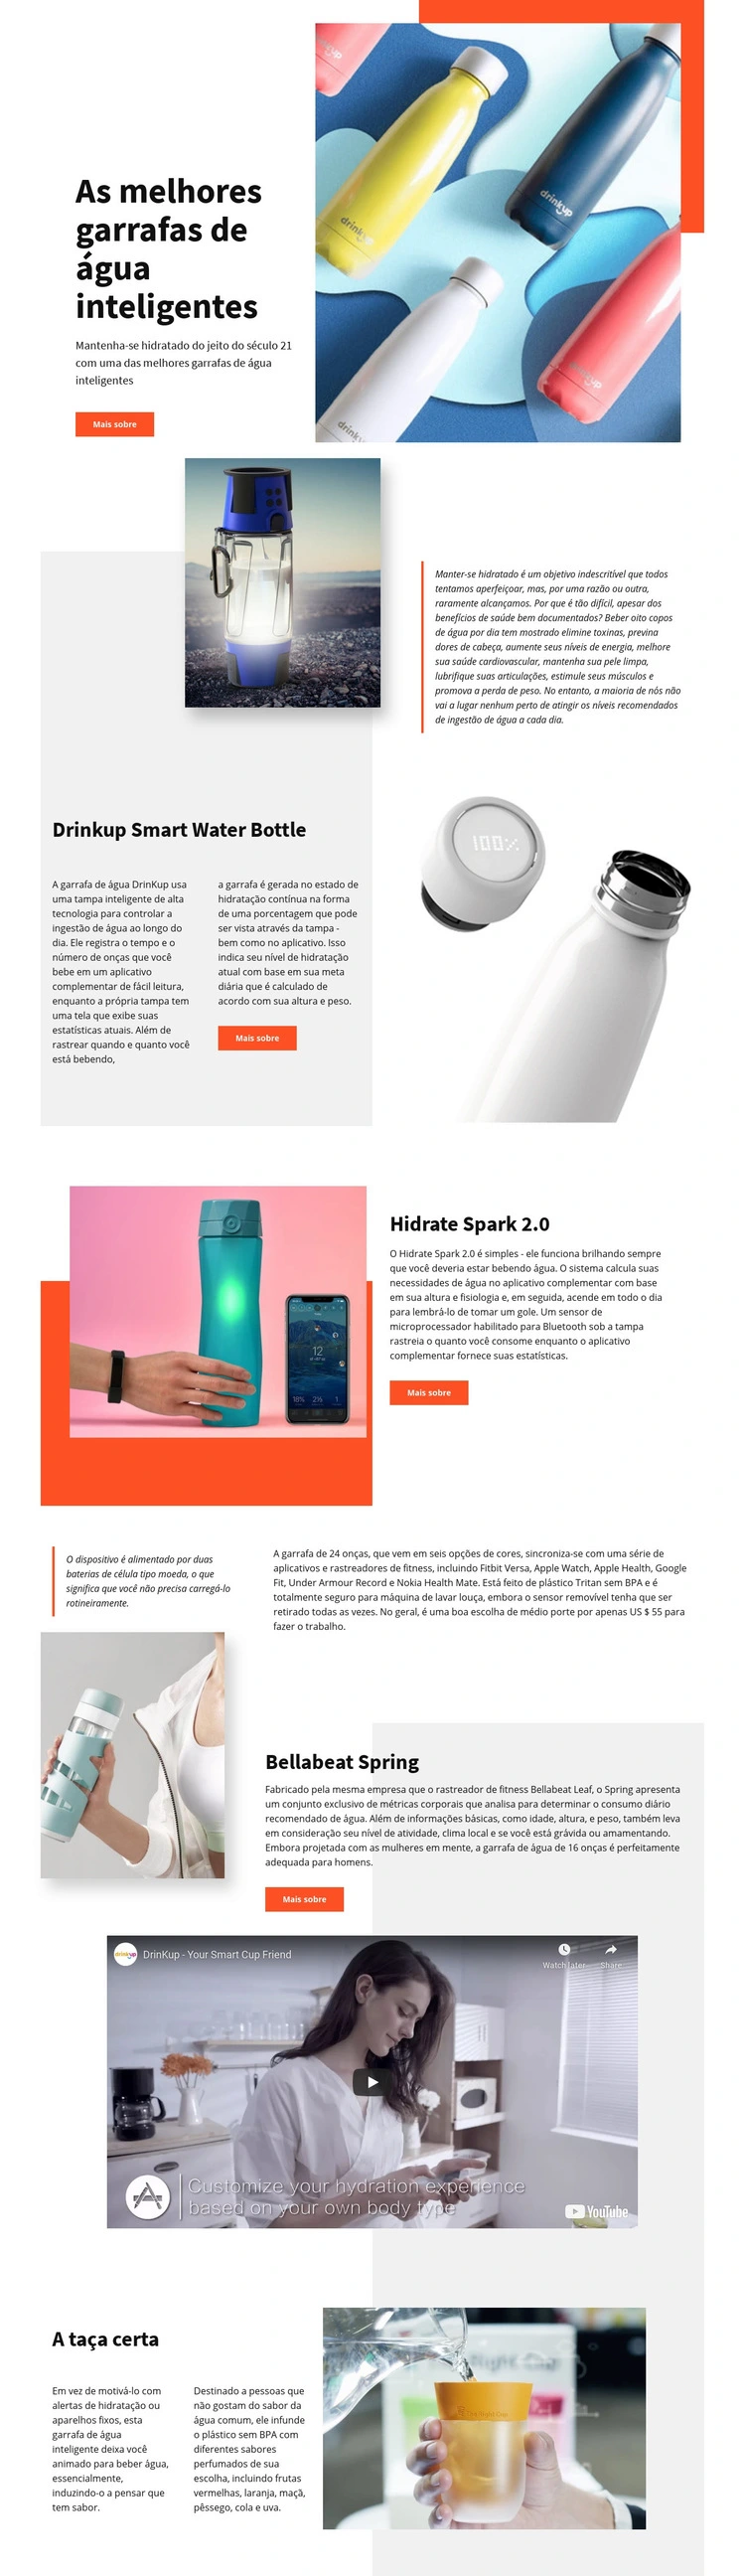 As melhores
garrafas de
água
inteligentes
Mantenha-se hidratado do jeito do século 21
com uma das melhores garrafas de água
inteligentes
Mais sobre
drinkup
drinkup
drinkup
drinkup
Manter-se hidratado é um objetivo indescritível que todos
tentamos aperfeiçoar, mas, por uma razão ou outra,
raramente alcançamos. Por que é tão difícil, apesar dos
benefícios de saúde bem documentados? Beber oito copos
de água por dia tem mostrado elimine toxinas, previna
dores de cabeça, aumente seus níveis de energia, melhore
sua saúde cardiovascular, mantenha sua pele limpa,
lubrifique suas articulações, estimule seus músculos e
promova a perda de peso. No entanto, a maioria de nós não
vai a lugar nenhum perto de atingir os níveis recomendados
de ingestão de água a cada dia.
Drinkup Smart Water Bottle
A garrafa de água DrinKup usa
uma tampa inteligente de alta
tecnologia para controlar a
ingestão de água ao longo do
dia. Ele registra o tempo e o
número de onças que você
bebe em um aplicativo
complementar de fácil leitura,
enquanto a própria tampa tem
uma tela que exibe suas
estatísticas atuais. Além de
rastrear quando e quanto você
está bebendo,
a garrafa é gerada no estado de
hidratação contínua na forma
de uma porcentagem que pode
ser vista através da tampa -
bem como no aplicativo. Isso
indica seu nível de hidratação
atual com base em sua meta
diária que é calculado de
acordo com sua altura e peso.
Mais sobre
100%
Hidrate Spark 2.0
O Hidrate Spark 2.0 é simples - ele funciona brilhando sempre
que você deveria estar bebendo água. O sistema calcula suas
necessidades de água no aplicativo complementar com base
em sua altura e fisiologia e, em seguida, acende em todo o dia
para lembrá-lo de tomar um gole. Um sensor de
microprocessador habilitado para Bluetooth sob a tampa
rastreia o quanto você consome enquanto o aplicativo
complementar fornece suas estatísticas.
Mais sobre
12
18% 2% 1
O dispositivo é alimentado por duas
baterias de célula tipo moeda, o que
significa que você não precisa carregá-lo
rotineiramente.
A garrafa de 24 onças, que vem em seis opções de cores, sincroniza-se com uma série de
aplicativos e rastreadores de fitness, incluindo Fitbit Versa, Apple Watch, Apple Health, Google
Fit, Under Armour Record e Nokia Health Mate. Está feito de plástico Tritan sem BPA e é
totalmente seguro para máquina de lavar louça, embora o sensor removível tenha que ser
retirado todas as vezes. No geral, é uma boa escolha de médio porte por apenas US $ 55 para
fazer o trabalho.
Bellabeat Spring
Fabricado pela mesma empresa que o rastreador de fitness Bellabeat Leaf, o Spring apresenta
um conjunto exclusivo de métricas corporais que analisa para determinar o consumo diário
recomendado de água. Além de informações básicas, como idade, altura, e peso, também leva
em consideração seu nível de atividade, clima local e se você está grávida ou amamentando.
Embora projetada com as mulheres em mente, a garrafa de água de 16 onças é perfeitamente
adequada para homens.
Mais sobre
drinkup
DrinKup - Your Smart Cup Friend
Watch later
Share
Customize your hydration experience
based on your own body type
YouTube
A taça certa
Em vez de motivá-lo com
alertas de hidratação ou
aparelhos fixos, esta
garrafa de água
inteligente deixa você
animado para beber água,
essencialmente,
induzindo-o a pensar que
tem sabor.
Destinado a pessoas que
não gostam do sabor da
água comum, ele infunde
o plástico sem BPA com
diferentes sabores
perfumados de sua
escolha, incluindo frutas
vermelhas, laranja, maçã,
pêssego, cola e uva.
The Right Cup